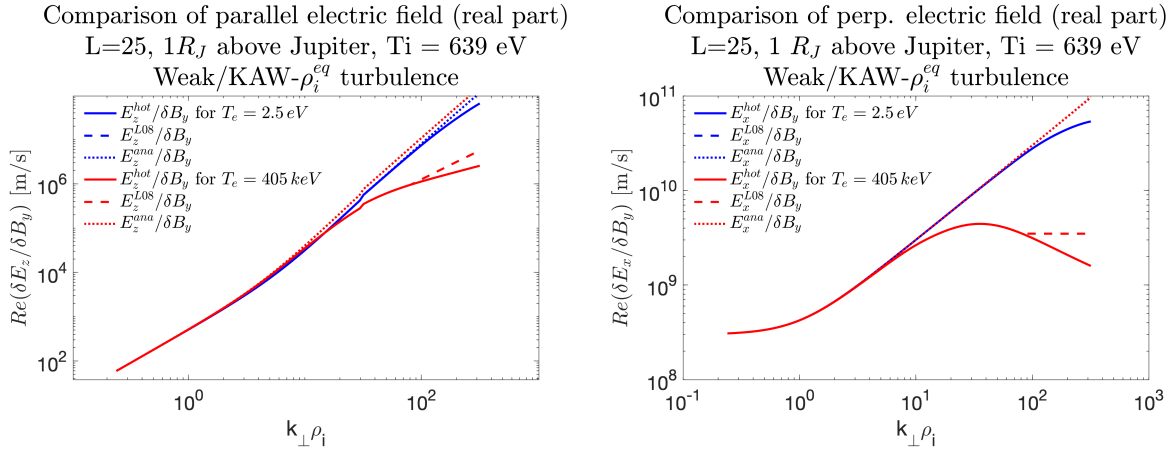 Comparison of parallel electric field (real part)
L=25, 1R_J above Jupiter, Ti = 639 eV
Weak/KAW-ρ_i^{eq} turbulence
E_z^{hot}/δB_y for T_e = 2.5 eV
E_z^{L08}/δB_y
E_z^{ana}/δB_y
E_z^{hot}/δB_y for T_e = 405 keV
E_z^{L08}/δB_y
E_z^{ana}/δB_y
Re(δE_z/δB_y) [m/s]
10^6
10^4
10^2
10^0
10^2
k_⊥ρ_i
Comparison of perp. electric field (real part)
L=25, 1 R_J above Jupiter, Ti = 639 eV
Weak/KAW-ρ_i^{eq} turbulence
E_x^{hot}/δB_y for T_e = 2.5 eV
E_x^{L08}/δB_y
E_x^{ana}/δB_y
E_x^{hot}/δB_y for T_e = 405 keV
E_x^{L08}/δB_y
E_x^{ana}/δB_y
Re(δE_x/δB_y) [m/s]
10^{11}
10^{10}
10^9
10^8
10^{-1}
10^0
10^1
10^2
10^3
k_⊥ρ_i